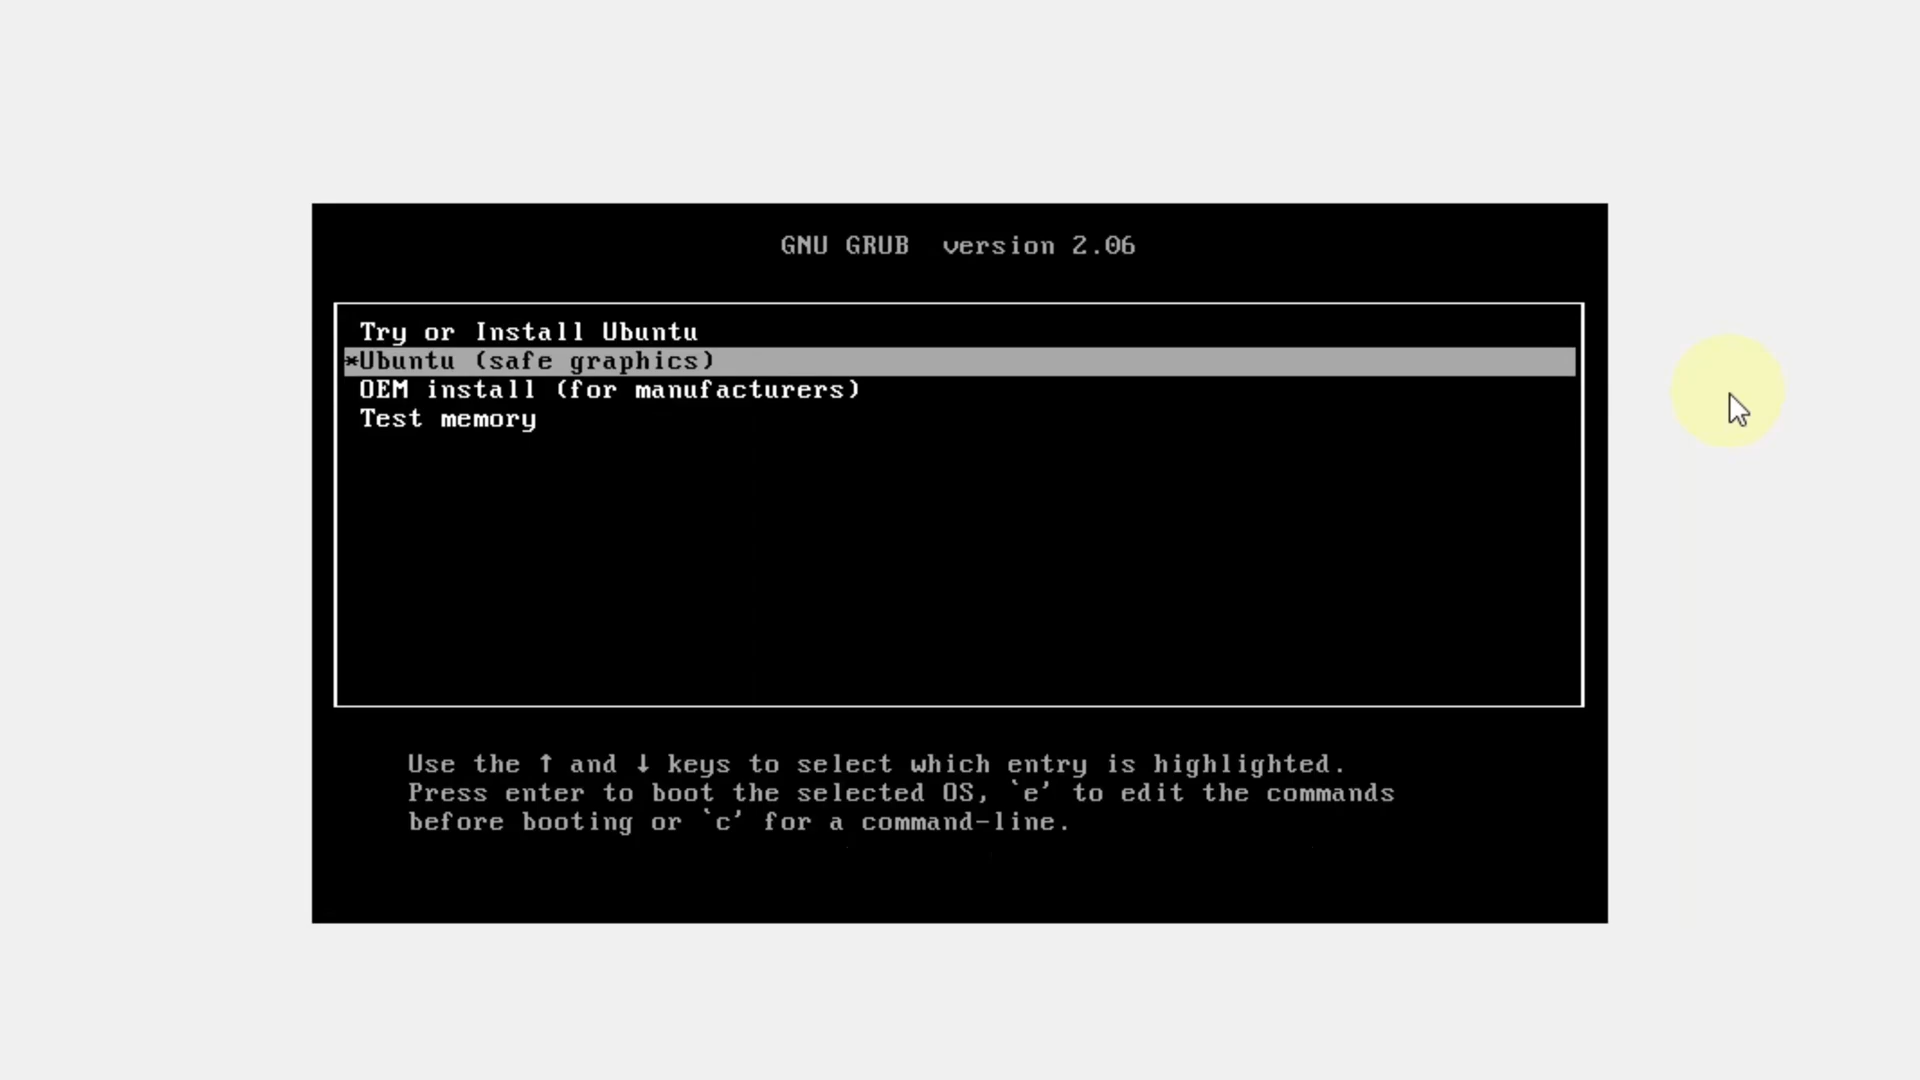 GNU GRUB  version 2.06
Try or Install Ubuntu
*Ubuntu (safe graphics)
OEM install (for manufacturers)
Test memory
Use the ↑ and ↓ keys to select which entry is highlighted.
Press enter to boot the selected OS, `e' to edit the commands
before booting or `c' for a command-line.